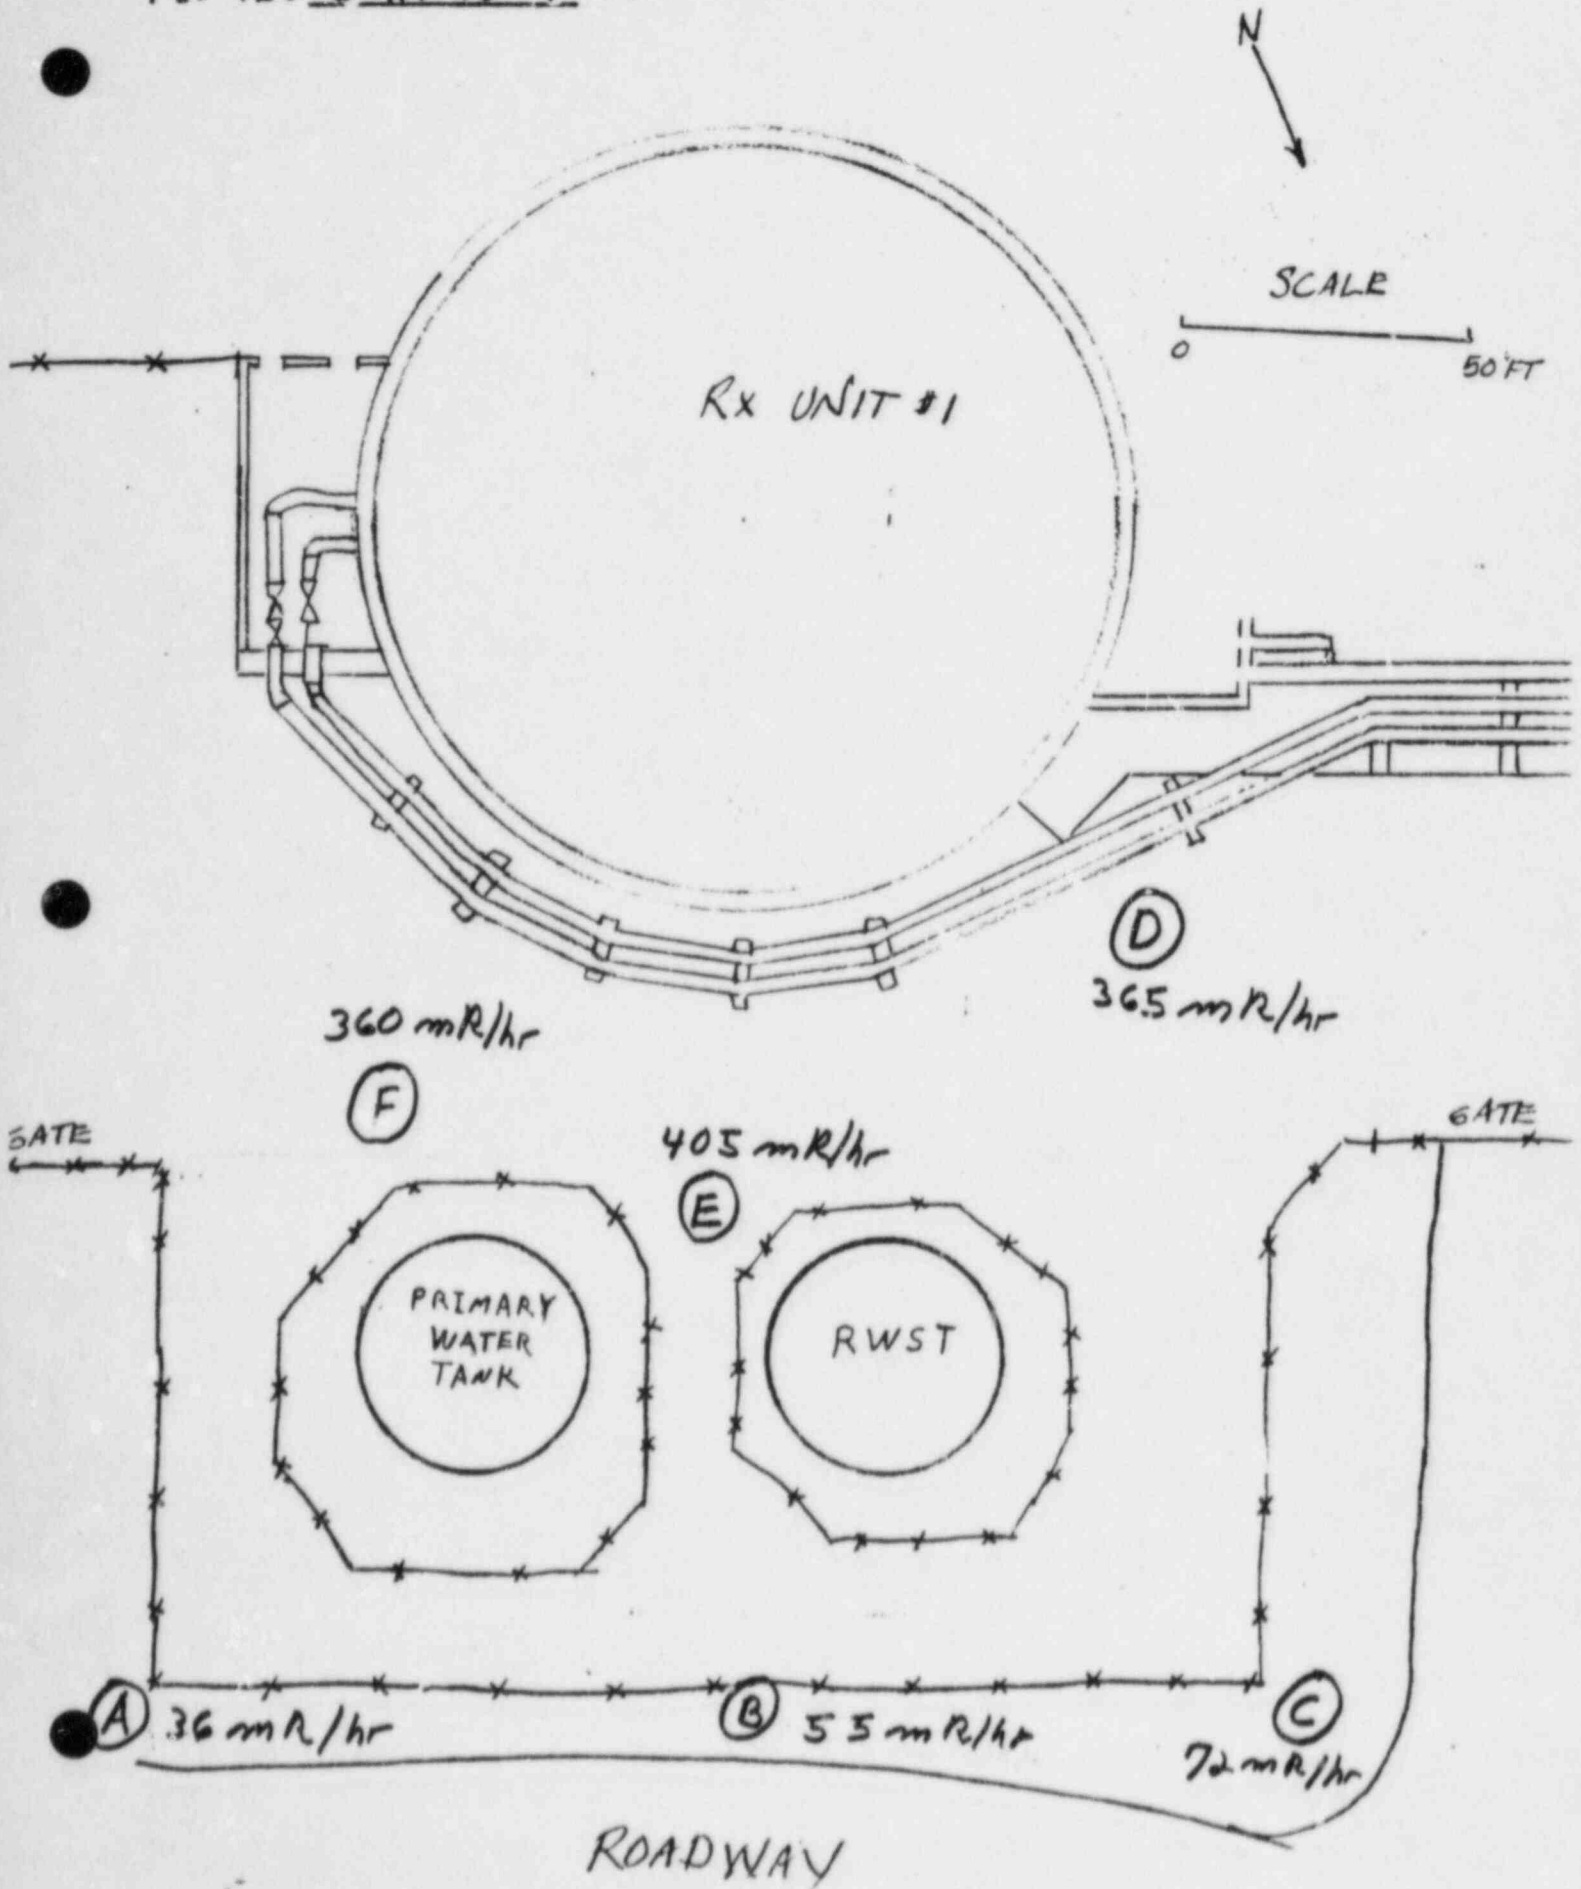 N
SCALE
0
50 FT
RX UNIT #1
D
365 mR/hr
360 mR/hr
F
GATE
GATE
405 mR/hr
E
PRIMARY
WATER
TANK
RWST
A
36 mR/hr
B
55 mR/hr
C
72 mR/hr
ROADWAY